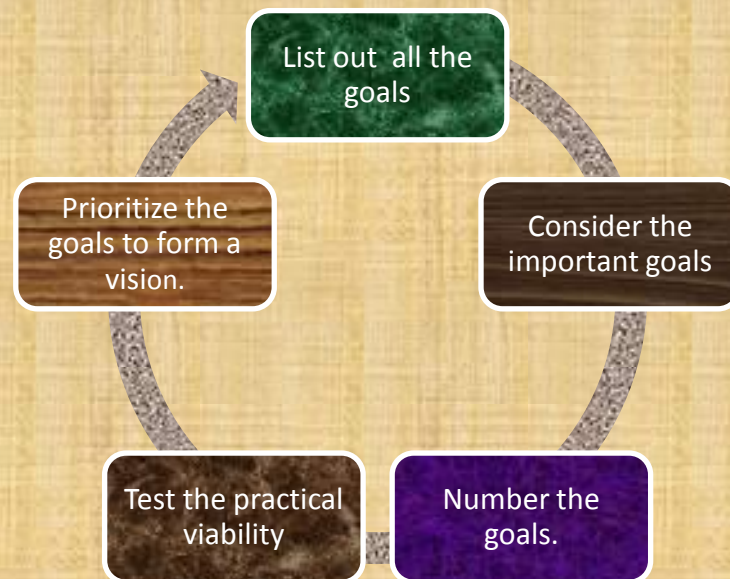 List out all the
goals
Consider the
important goals
Number the
goals.
Test the practical
viability
Prioritize the
goals to form a
vision.